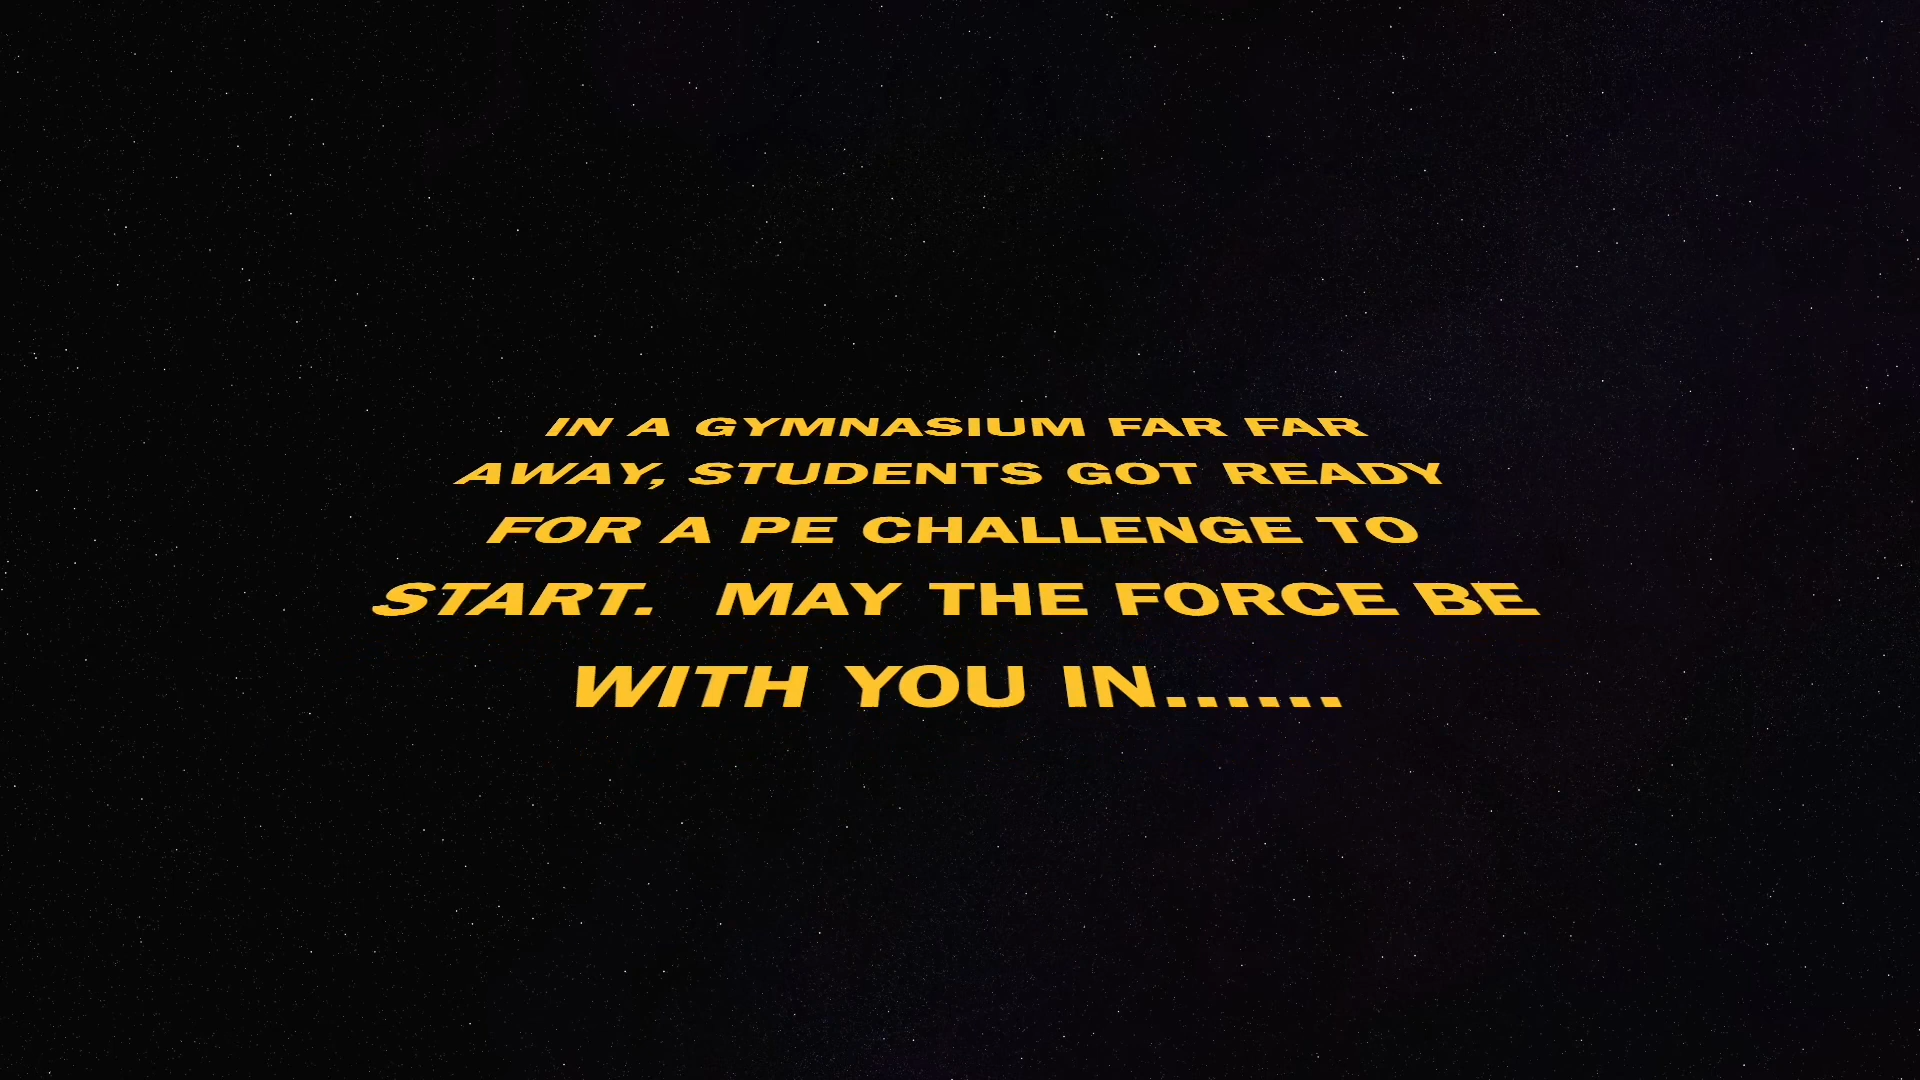 IN A GYMNASIUM FAR FAR
AWAY, STUDENTS GOT READY
FOR A PE CHALLENGE TO
START.  MAY THE FORCE BE
WITH YOU IN......